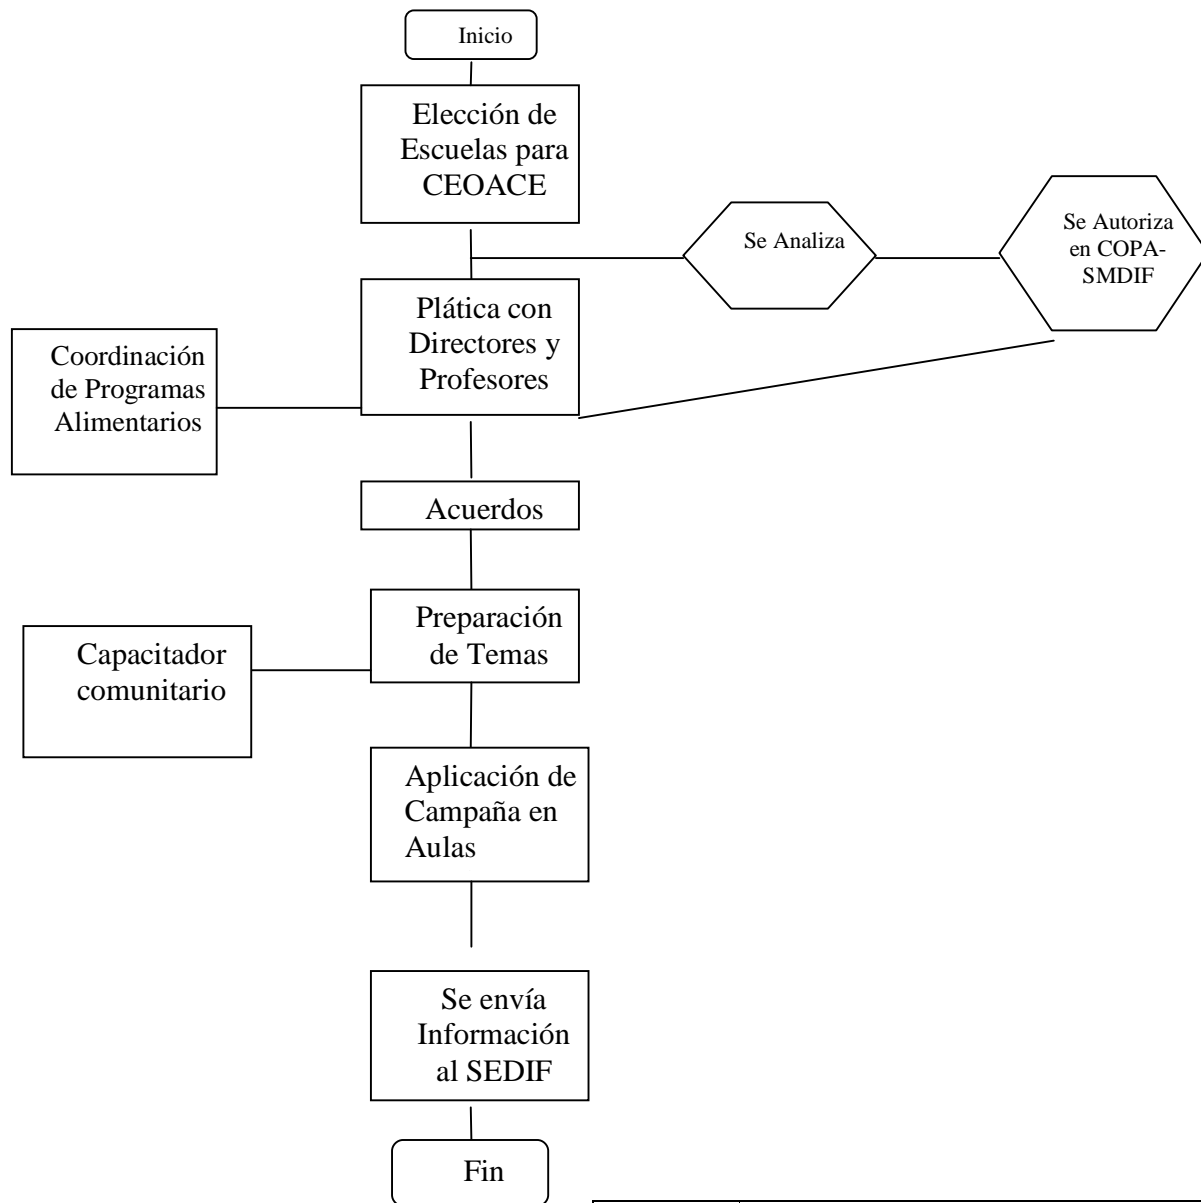 Inicio
Elección de
Escuelas para
CEOACE
Se Analiza
Se Autoriza
en COPA-
SMDIF
Plática con
Directores y
Profesores
Coordinación
de Programas
Alimentarios
Acuerdos
Preparación
de Temas
Capacitador
comunitario
Aplicación de
Campaña en
Aulas
Se envía
Información
al SEDIF
Fin